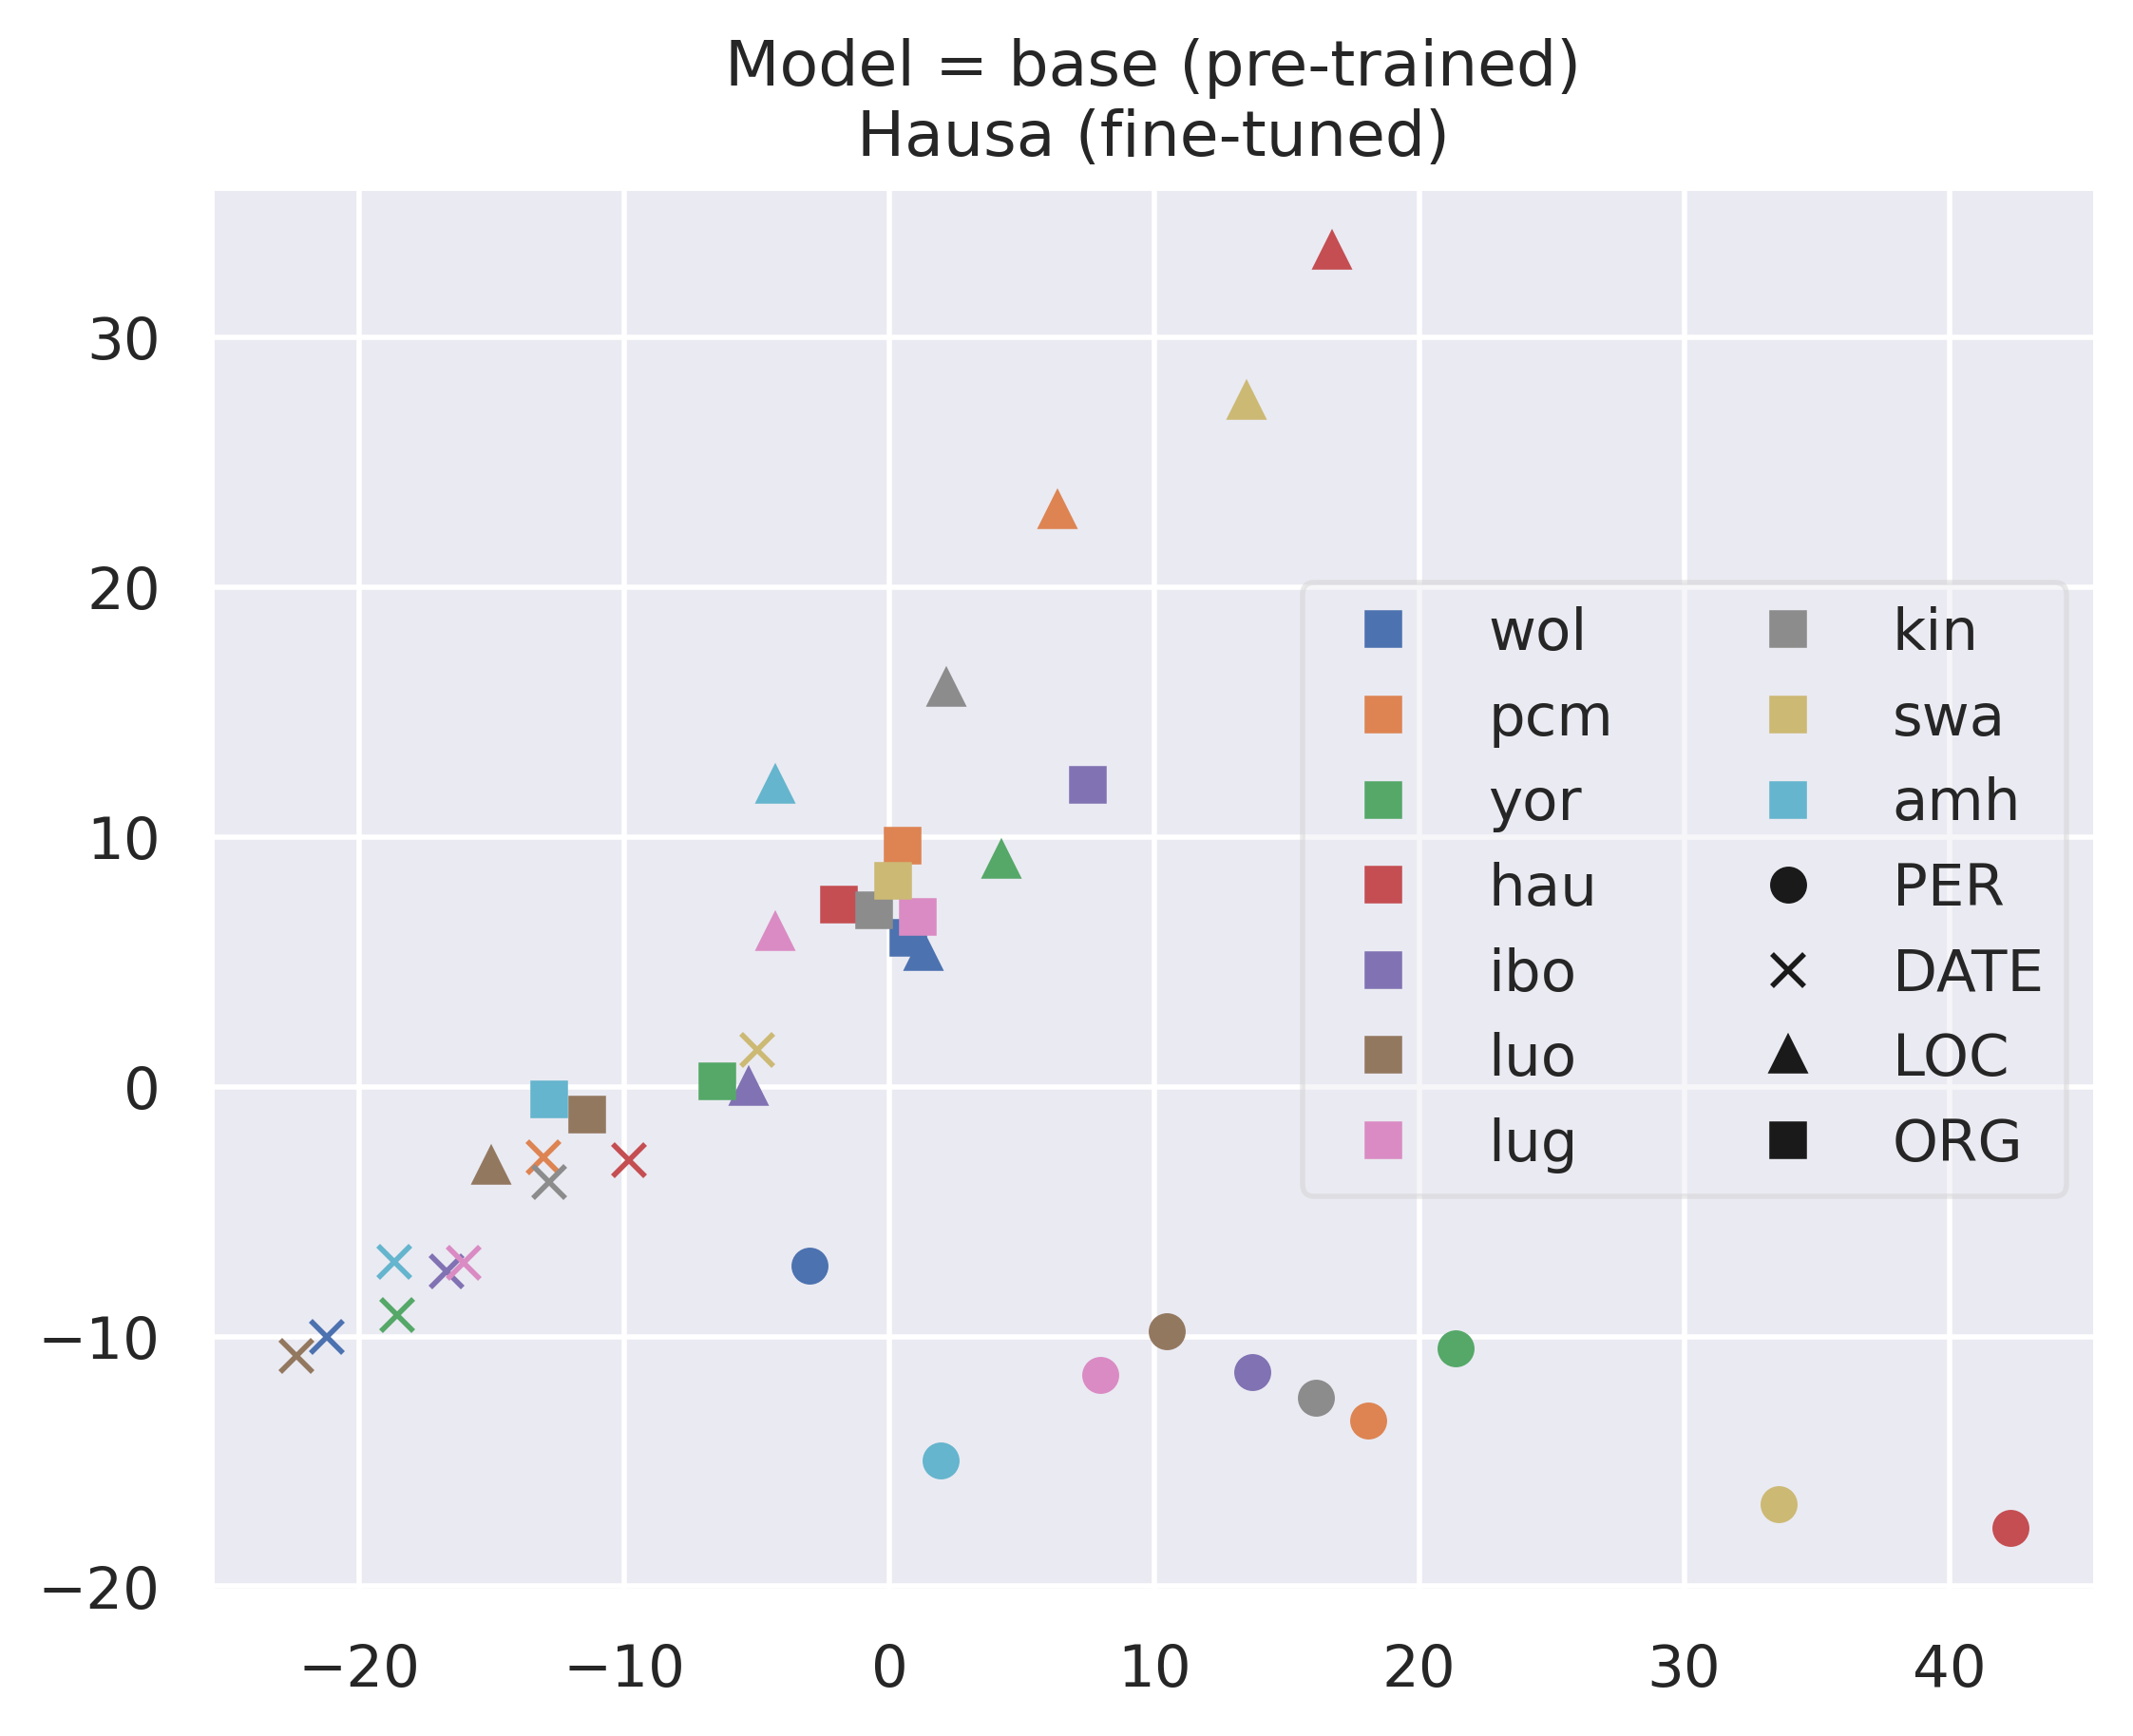 Model = base (pre-trained)
Hausa (fine-tuned)
30
20
10
0
−10
−20
−20
−10
0
10
20
30
40
wol
pcm
yor
hau
ibo
luo
lug
kin
swa
amh
PER
DATE
LOC
ORG